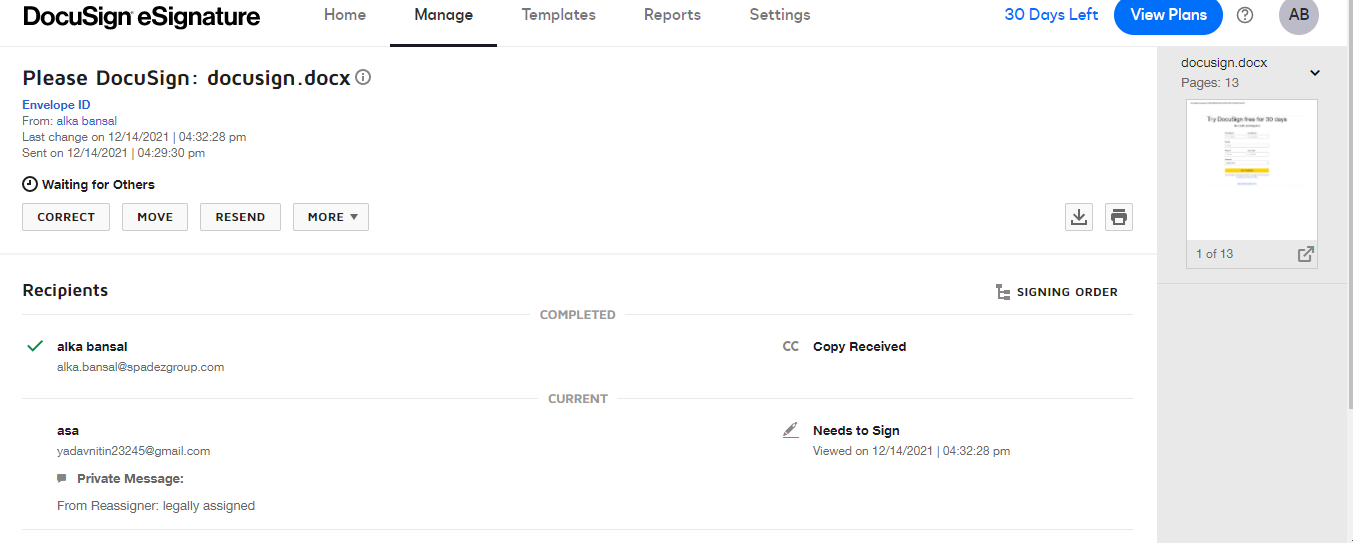 DocuSign eSignature
Home Manage Templates Reports Settings
30 Days Left View Plans ? AB
Please DocuSign: docusign.docx
Envelope ID
From: alka bansal
Last change on 12/14/2021 | 04:32:28 pm
Sent on 12/14/2021 | 04:29:30 pm
Waiting for Others
CORRECT MOVE RESEND MORE
Recipients
SIGNING ORDER
COMPLETED
alka bansal
alka.bansal@spadezgroup.com
CC Copy Received
CURRENT
asa
yadavnitin23245@gmail.com
Needs to Sign
Viewed on 12/14/2021 | 04:32:28 pm
Private Message:
From Reassigner: legally assigned
docusign.docx
Pages: 13
Try DocuSign free for 30 days
1 of 13